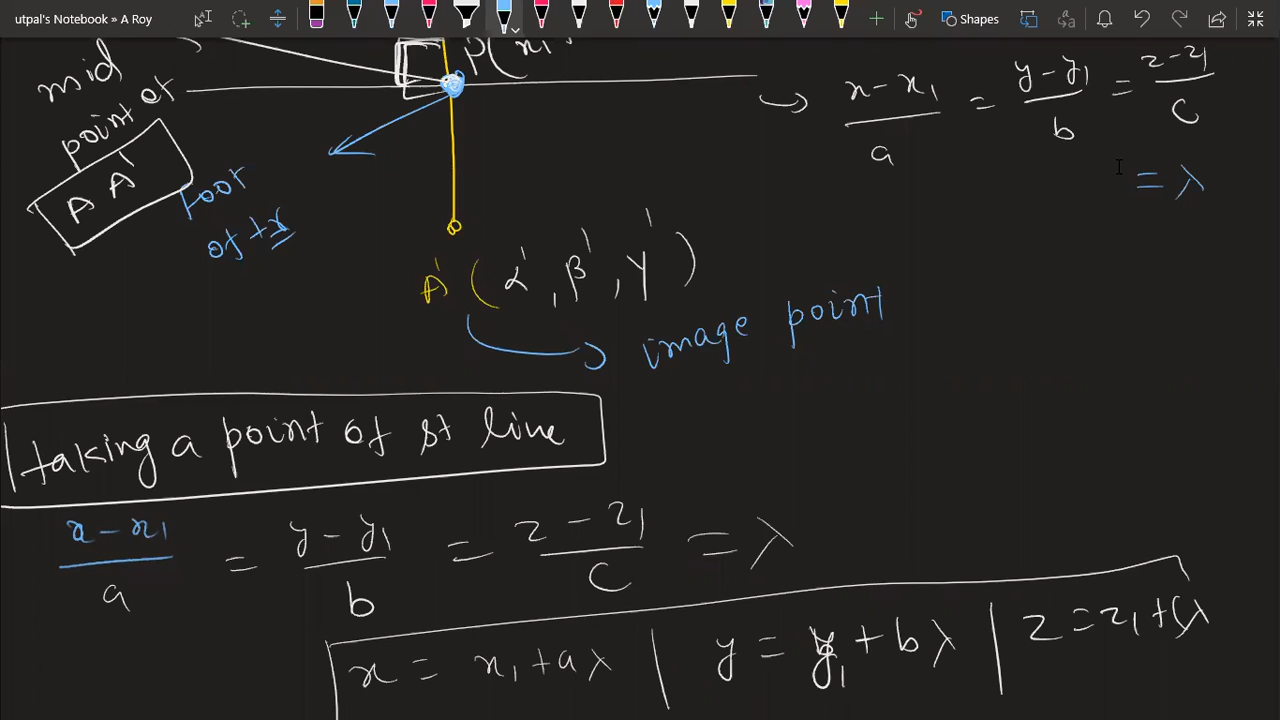 utpal's Notebook » A Roy
Shapes
P(x₁
mid
point of
AA'
x-x₁/a = y-y₁/b = z-z₁/c
= λ
Foot
of +r
A' (α', β', γ')
image point
taking a point of st line
x-x₁/a = y-y₁/b = z-z₁/c = λ
x = x₁+aλ | y = y₁+bλ | z = z₁+cλ